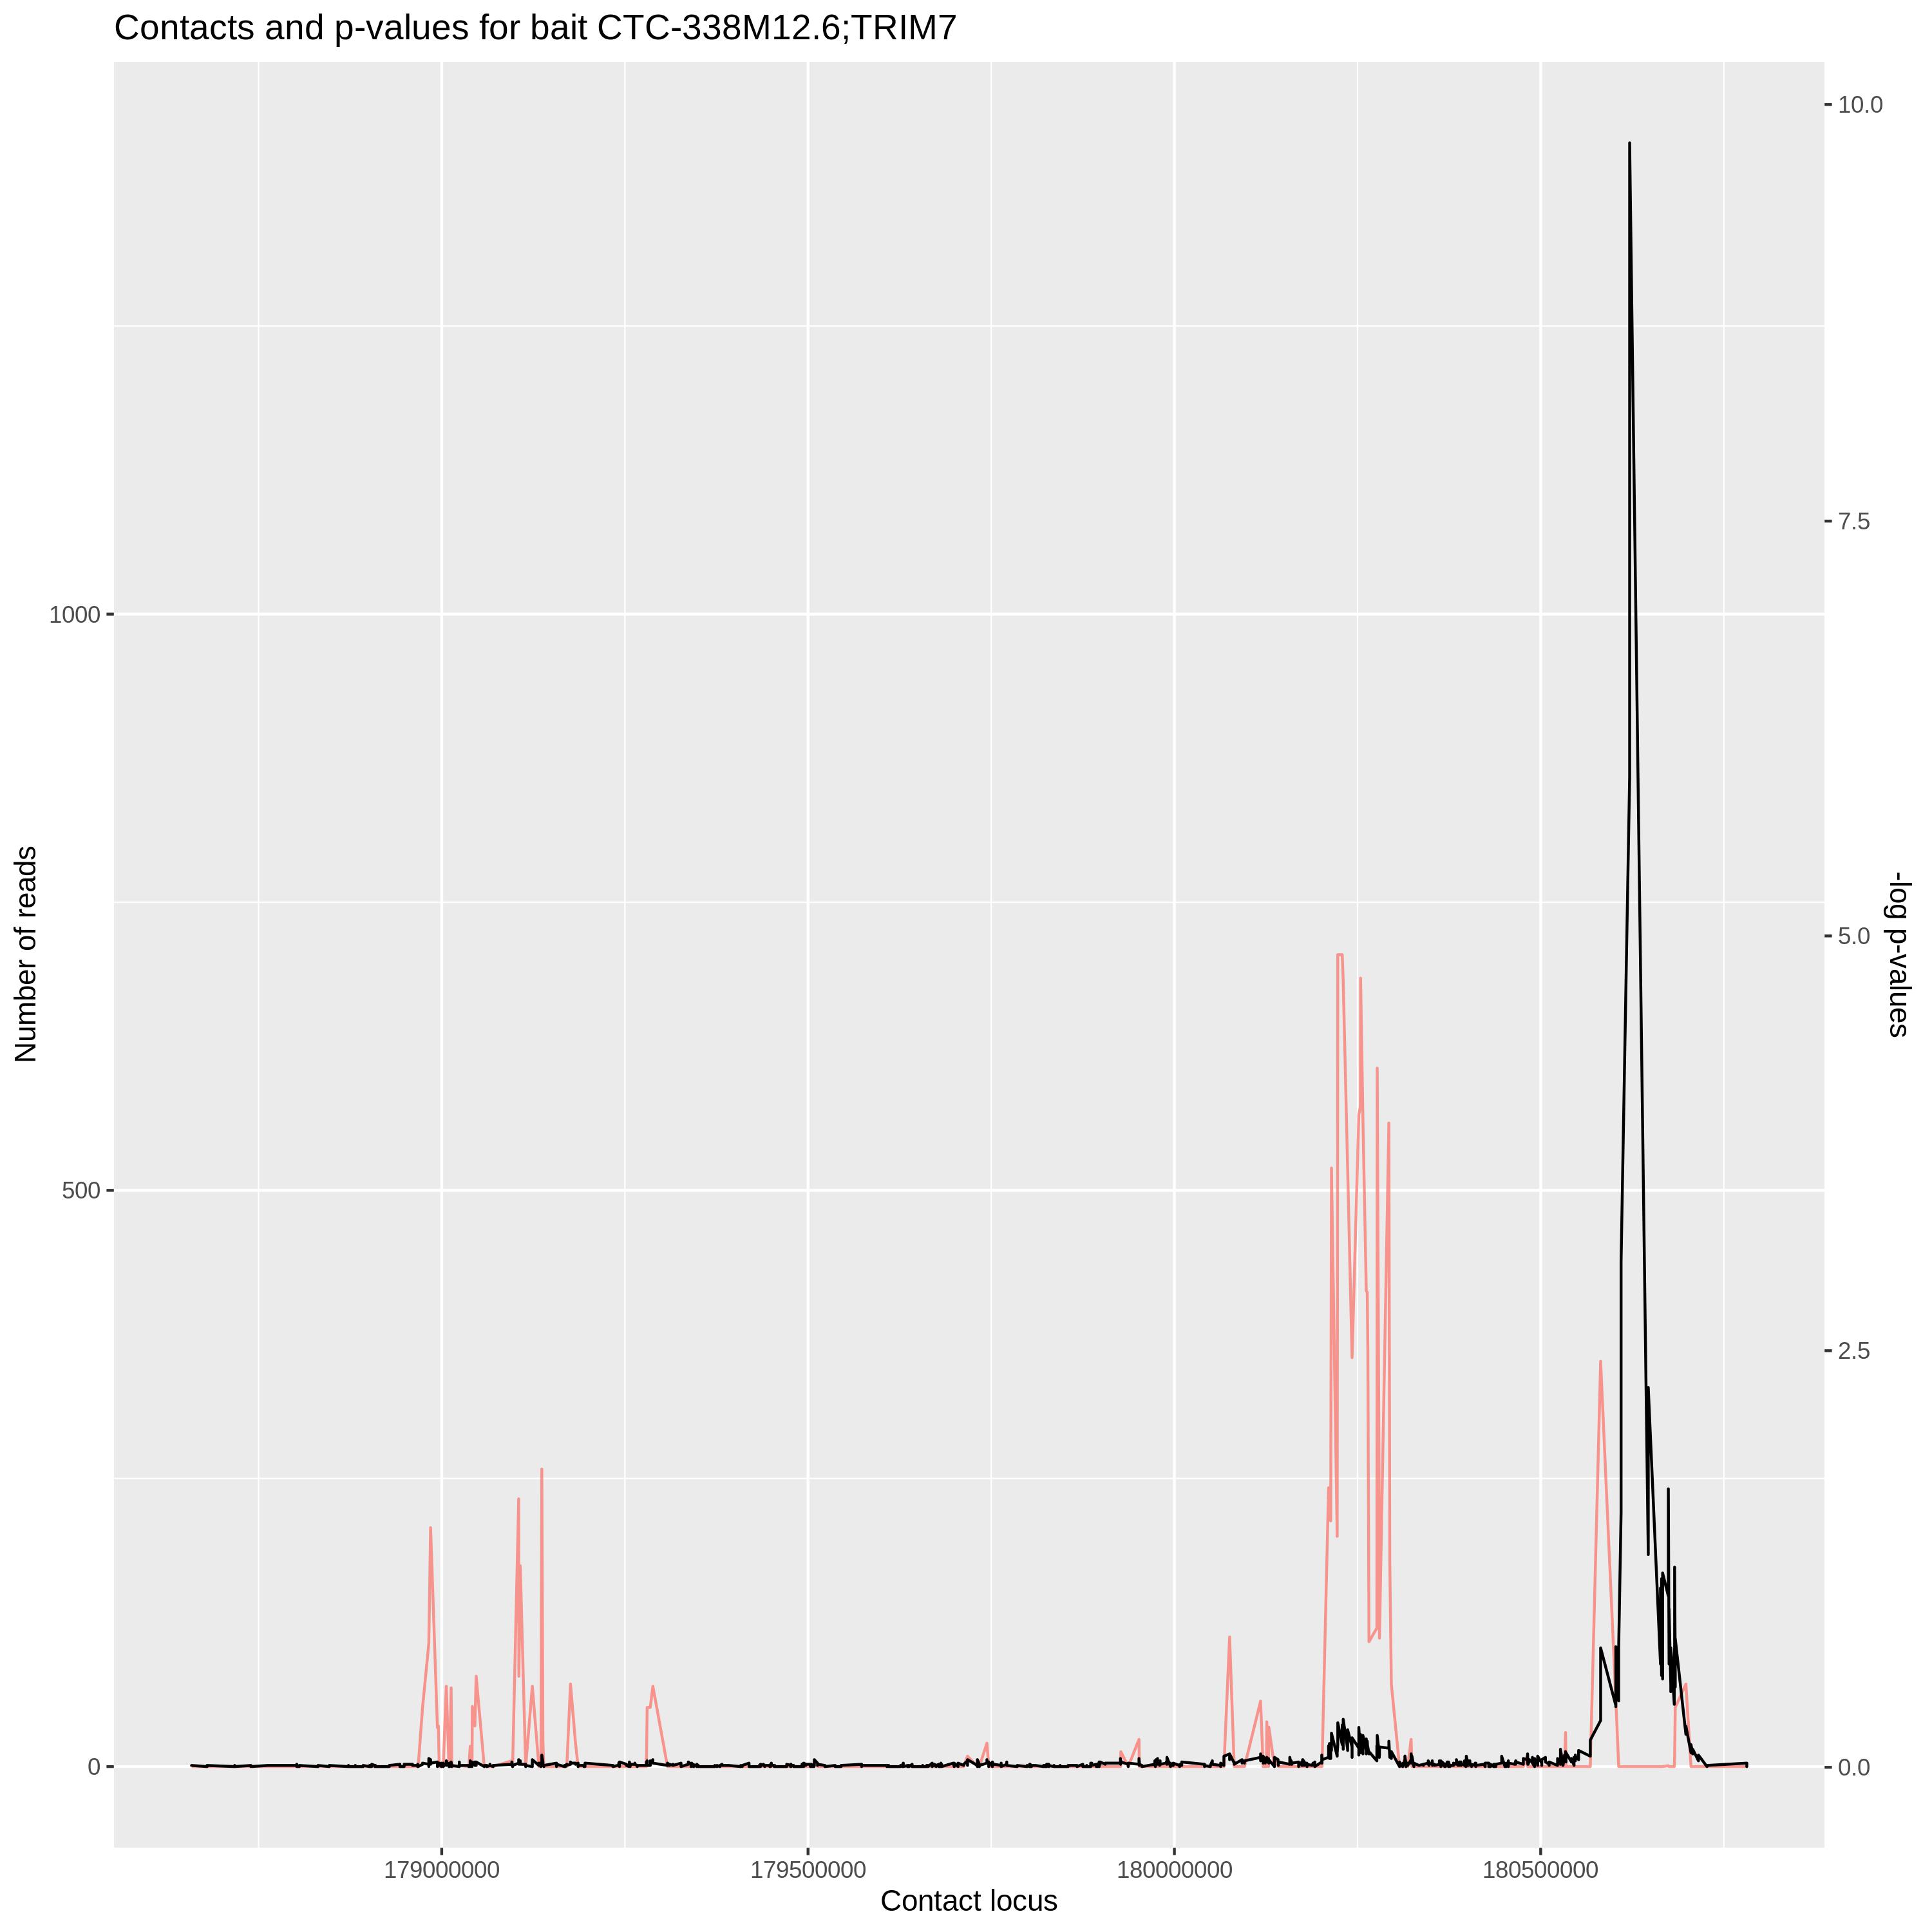 Contacts and p-values for bait CTC-338M12.6;TRIM7
10.0
7.5
1000
Number of reads
-log p-values
5.0
500
2.5
0
0.0
179000000 179500000 180000000 180500000
Contact locus